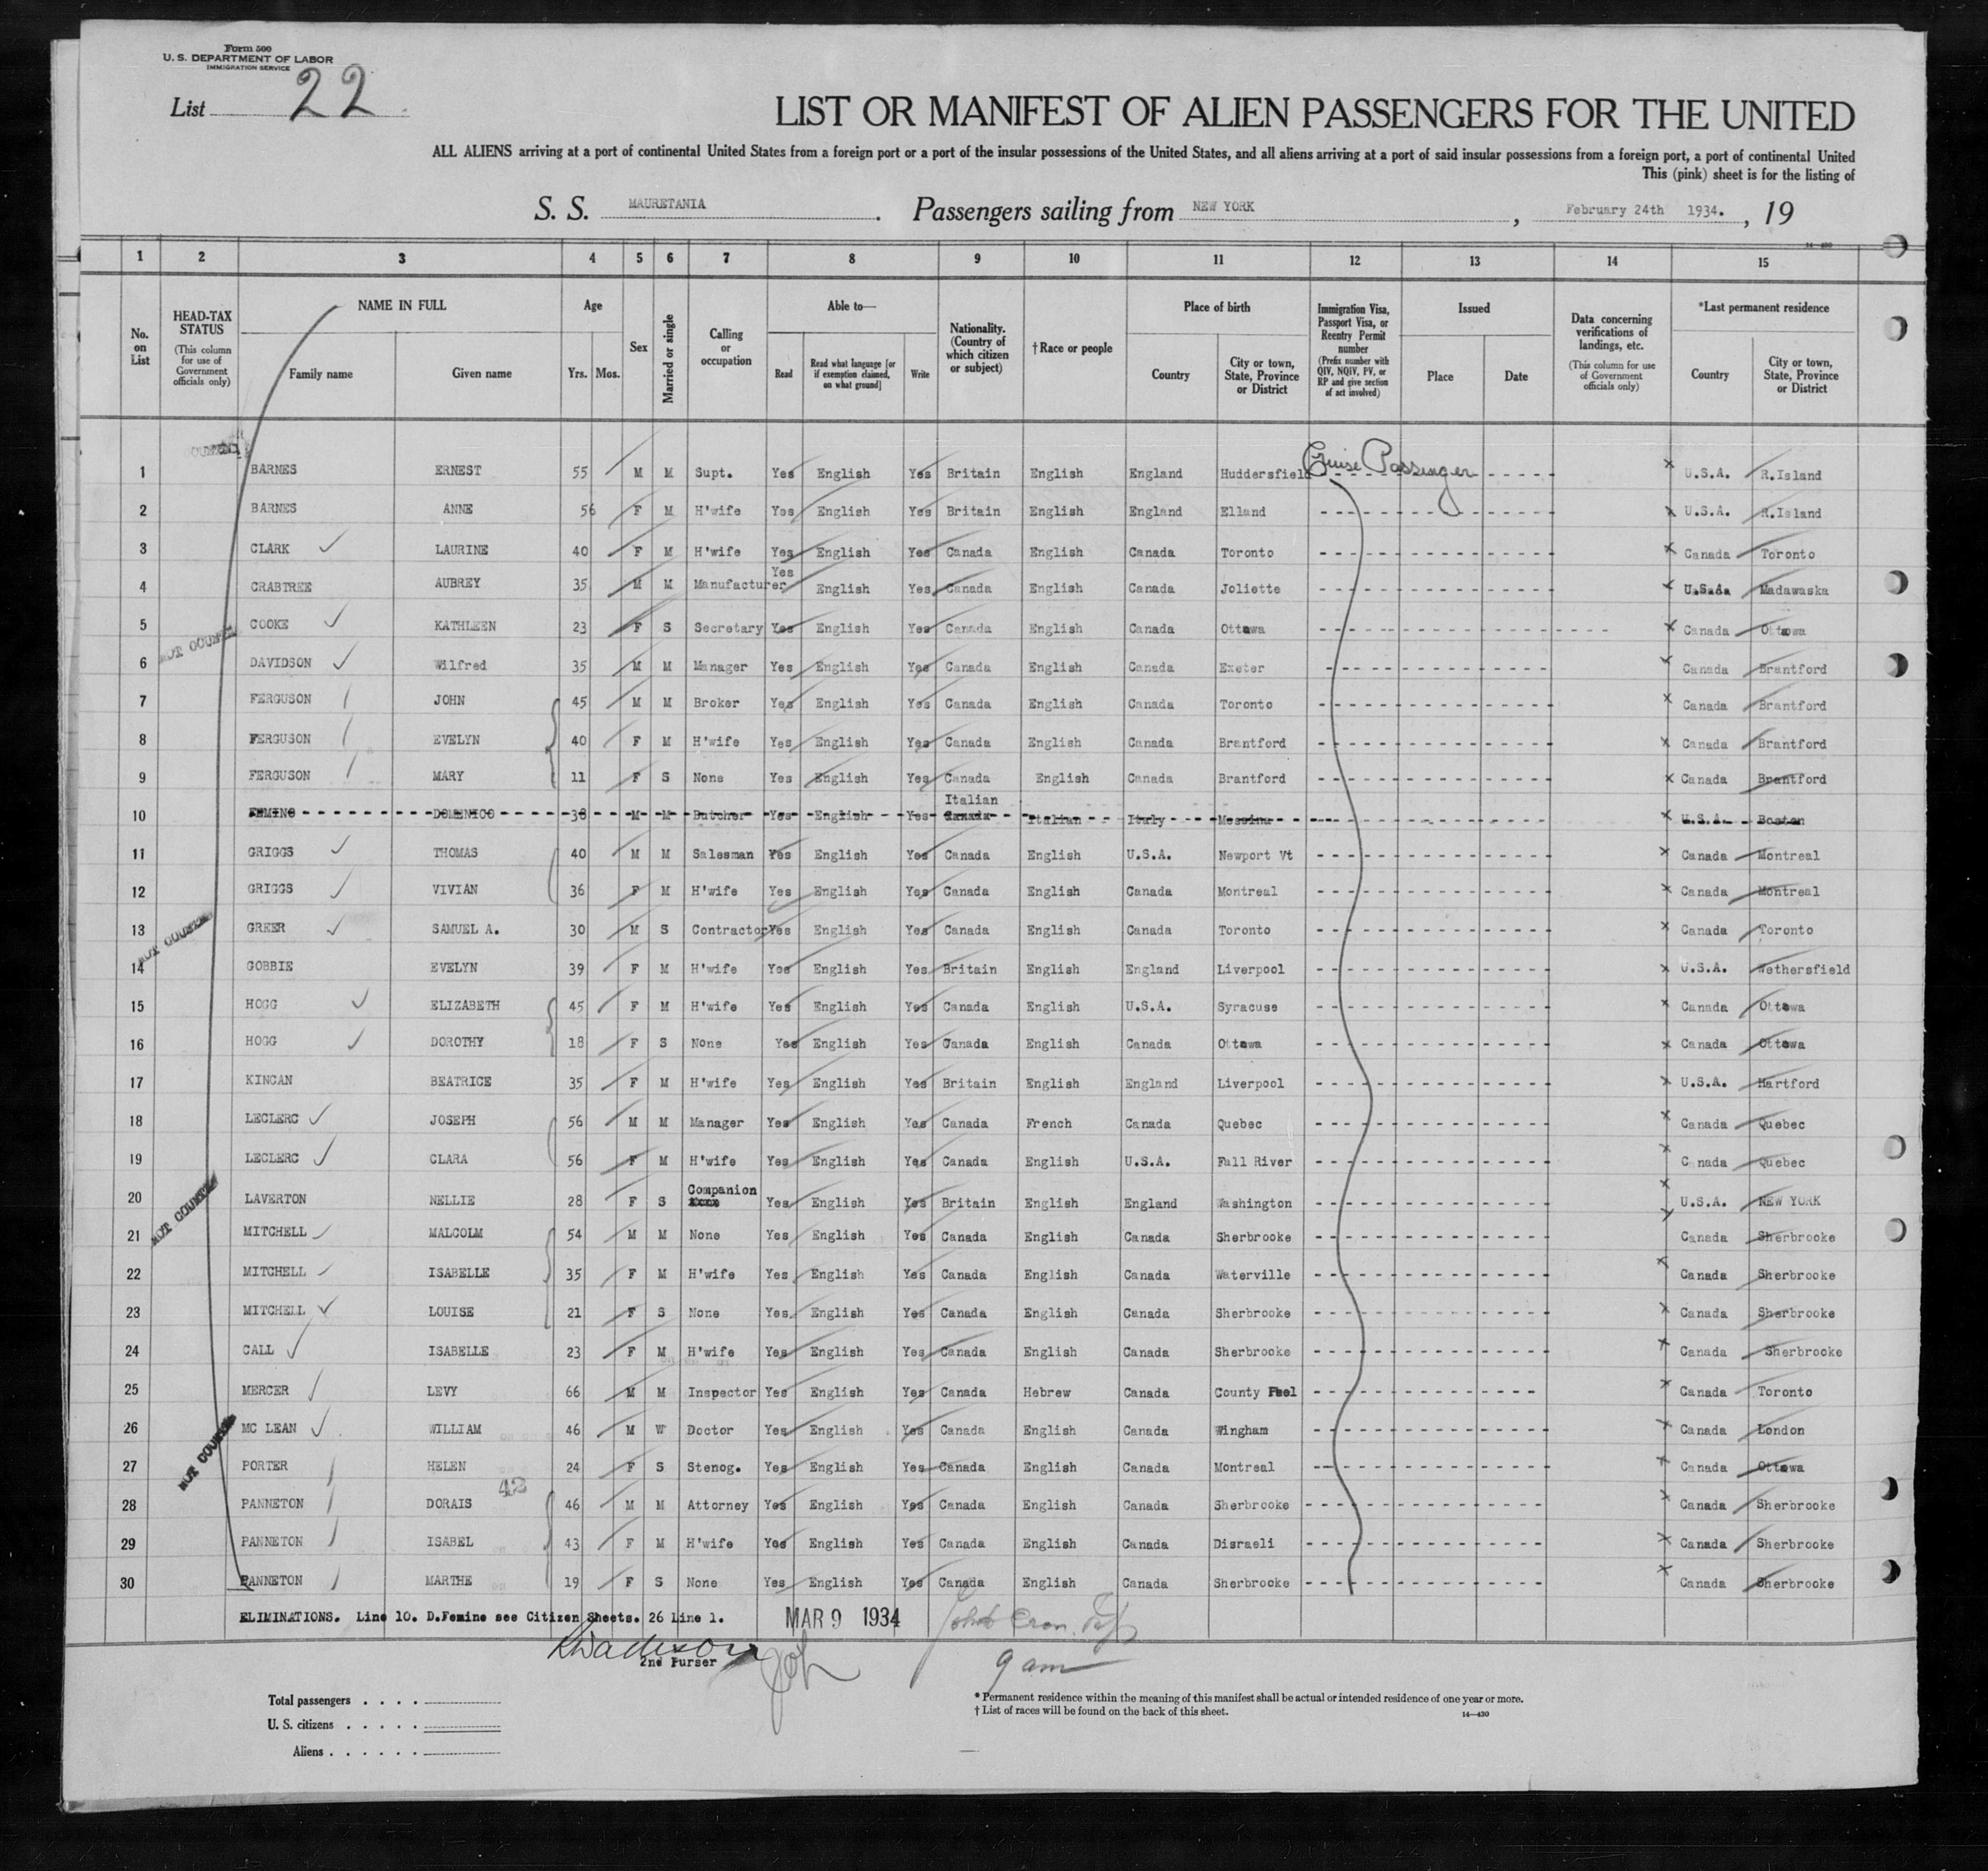 Form 500
U. S. DEPARTMENT OF LABOR
IMMIGRATION SERVICE
List 22
LIST OR MANIFEST OF ALIEN PASSENGERS FOR THE UNITED
ALL ALIENS arriving at a port of continental United States from a foreign port or a port of the insular possessions of the United States, and all aliens arriving at a port of said insular possessions from a foreign port, a port of continental United
This (pink) sheet is for the listing of
S. S. MAURETANIA . Passengers sailing from NEW YORK , February 24th 1934. , 19
14—430
1 2 3 4 5 6 7 8 9 10 11 12 13 14 15
No. on List
HEAD-TAX STATUS (This column for use of Government officials only)
NAME IN FULL Family name Given name
Age Yrs. Mos.
Sex
Married or single
Calling or occupation
Able to— Read Read what language [or if exemption claimed, on what ground] Write
Nationality. (Country of which citizen or subject)
†Race or people
Place of birth Country City or town, State, Province or District
Immigration Visa, Passport Visa, or Reentry Permit number (Prefix number with QIV, NQIV, PV, or RP and give section of act involved)
Issued Place Date
Data concerning verifications of landings, etc. (This column for use of Government officials only)
*Last permanent residence Country City or town, State, Province or District
1 BARNES ERNEST 55 M M Supt. Yes English Yes Britain English England Huddersfield Cruise Passenger U.S.A. R.Island
2 BARNES ANNE 56 F M H'wife Yes English Yes Britain English England Elland U.S.A. R.Island
3 CLARK LAURINE 40 F M H'wife Yes English Yes Canada English Canada Toronto Canada Toronto
4 CRABTREE AUBREY 35 M M Manufacturer Yes English Yes Canada English Canada Joliette U.S.A. Madawaska
5 COOKE KATHLEEN 23 F S Secretary Yes English Yes Canada English Canada Ottawa Canada Ottawa
NOT COUNTED
6 DAVIDSON Wilfred 35 M M Manager Yes English Yes Canada English Canada Exeter Canada Brantford
7 FERGUSON JOHN 45 M M Broker Yes English Yes Canada English Canada Toronto Canada Brantford
8 FERGUSON EVELYN 40 F M H'wife Yes English Yes Canada English Canada Brantford Canada Brantford
9 FERGUSON MARY 11 F S None Yes English Yes Canada English Canada Brantford Canada Brantford
10 FEMINO DOMENICO 38 M M Butcher Yes English Yes Italian Canada Italian Italy Messina U.S.A. Boston
11 GRIGGS THOMAS 40 M M Salesman Yes English Yes Canada English U.S.A. Newport Vt Canada Montreal
12 GRIGGS VIVIAN 36 F M H'wife Yes English Yes Canada English Canada Montreal Canada Montreal
13 GREER SAMUEL A. 30 M S Contractor Yes English Yes Canada English Canada Toronto Canada Toronto
NOT COUNTED
14 GOBBIE EVELYN 39 F M H'wife Yes English Yes Britain English England Liverpool U.S.A. Wethersfield
15 HOGG ELIZABETH 45 F M H'wife Yes English Yes Canada English U.S.A. Syracuse Canada Ottawa
16 HOGG DOROTHY 18 F S None Yes English Yes Canada English Canada Ottawa Canada Ottawa
17 KINCAN BEATRICE 35 F M H'wife Yes English Yes Britain English England Liverpool U.S.A. Hartford
18 LECLERC JOSEPH 56 M M Manager Yes English Yes Canada French Canada Quebec Canada Quebec
19 LECLERC CLARA 56 F M H'wife Yes English Yes Canada English U.S.A. Fall River C nada Quebec
20 LAVERTON NELLIE 28 F S Companion Yes English Yes Britain English England Washington U.S.A. NEW YORK
NOT COUNTED
21 MITCHELL MALCOLM 54 M M None Yes English Yes Canada English Canada Sherbrooke Canada Sherbrooke
22 MITCHELL ISABELLE 35 F M H'wife Yes English Yes Canada English Canada Waterville Canada Sherbrooke
23 MITCHELL LOUISE 21 F S None Yes English Yes Canada English Canada Sherbrooke Canada Sherbrooke
24 CALL ISABELLE 23 F M H'wife Yes English Yes Canada English Canada Sherbrooke Canada Sherbrooke
25 MERCER LEVY 66 M M Inspector Yes English Yes Canada Hebrew Canada County Peel Canada Toronto
26 MC LEAN WILLIAM 46 M W Doctor Yes English Yes Canada English Canada Wingham Canada London
NOT COUNTED
27 PORTER HELEN 24 F S Stenog. Yes English Yes Canada English Canada Montreal Canada Ottawa
42
28 PANNETON DORAIS 46 M M Attorney Yes English Yes Canada English Canada Sherbrooke Canada Sherbrooke
29 PANNETON ISABEL 43 F M H'wife Yes English Yes Canada English Canada Disraeli Canada Sherbrooke
30 PANNETON MARTHE 19 F S None Yes English Yes Canada English Canada Sherbrooke Canada Sherbrooke
ELIMINATIONS. Line 10. D.Femino see Citizen Sheets. 26 Line 1. MAR 9 1934
2nd Purser
9 am
Total passengers . . . .
U. S. citizens . . . . .
Aliens . . . . . .
* Permanent residence within the meaning of this manifest shall be actual or intended residence of one year or more.
† List of races will be found on the back of this sheet.
14—430